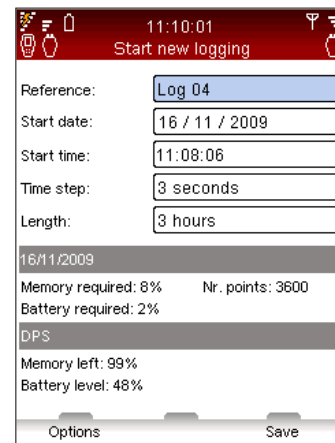 11:10:01
Start new logging
Reference: Log 04
Start date: 16 / 11 / 2009
Start time: 11:08:06
Time step: 3 seconds
Length: 3 hours
16/11/2009
Memory required: 8% Nr. points: 3600
Battery required: 2%
DPS
Memory left: 99%
Battery level: 48%
Options Save